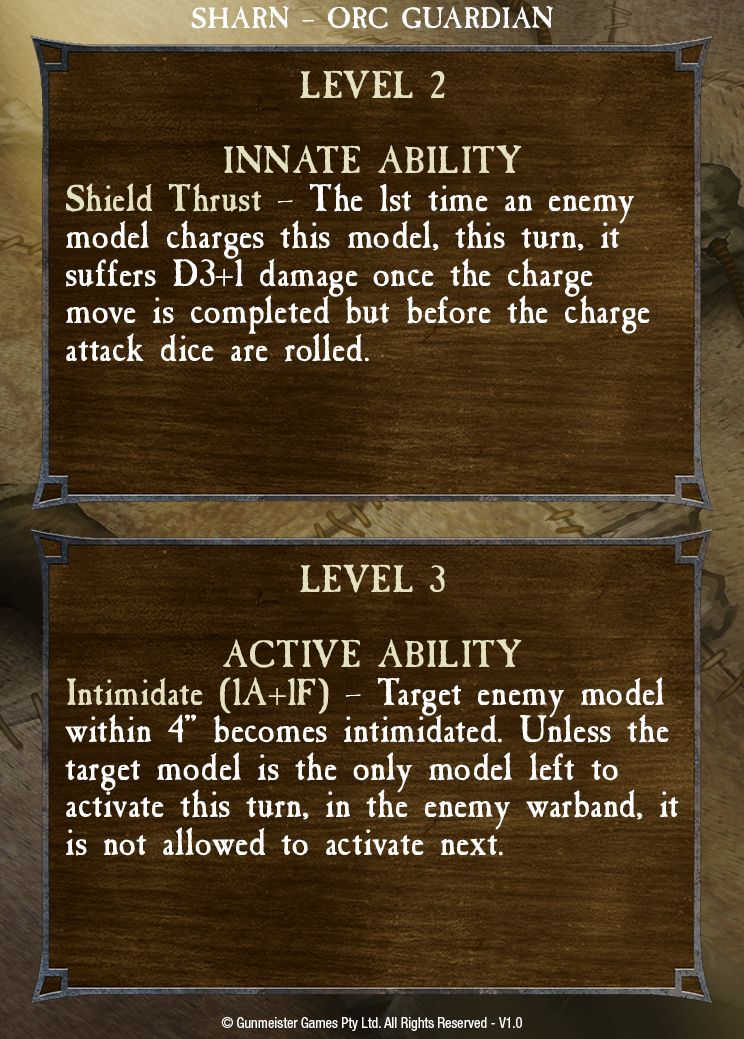 SHARN – ORC GUARDIAN
LEVEL 2
INNATE ABILITY
Shield Thrust – The 1st time an enemy
model charges this model, this turn, it
suffers D3+1 damage once the charge
move is completed but before the charge
attack dice are rolled.
LEVEL 3
ACTIVE ABILITY
Intimidate (1A+1F) – Target enemy model
within 4” becomes intimidated. Unless the
target model is the only model left to
activate this turn, in the enemy warband, it
is not allowed to activate next.
© Gunmeister Games Pty Ltd. All Rights Reserved - V1.0